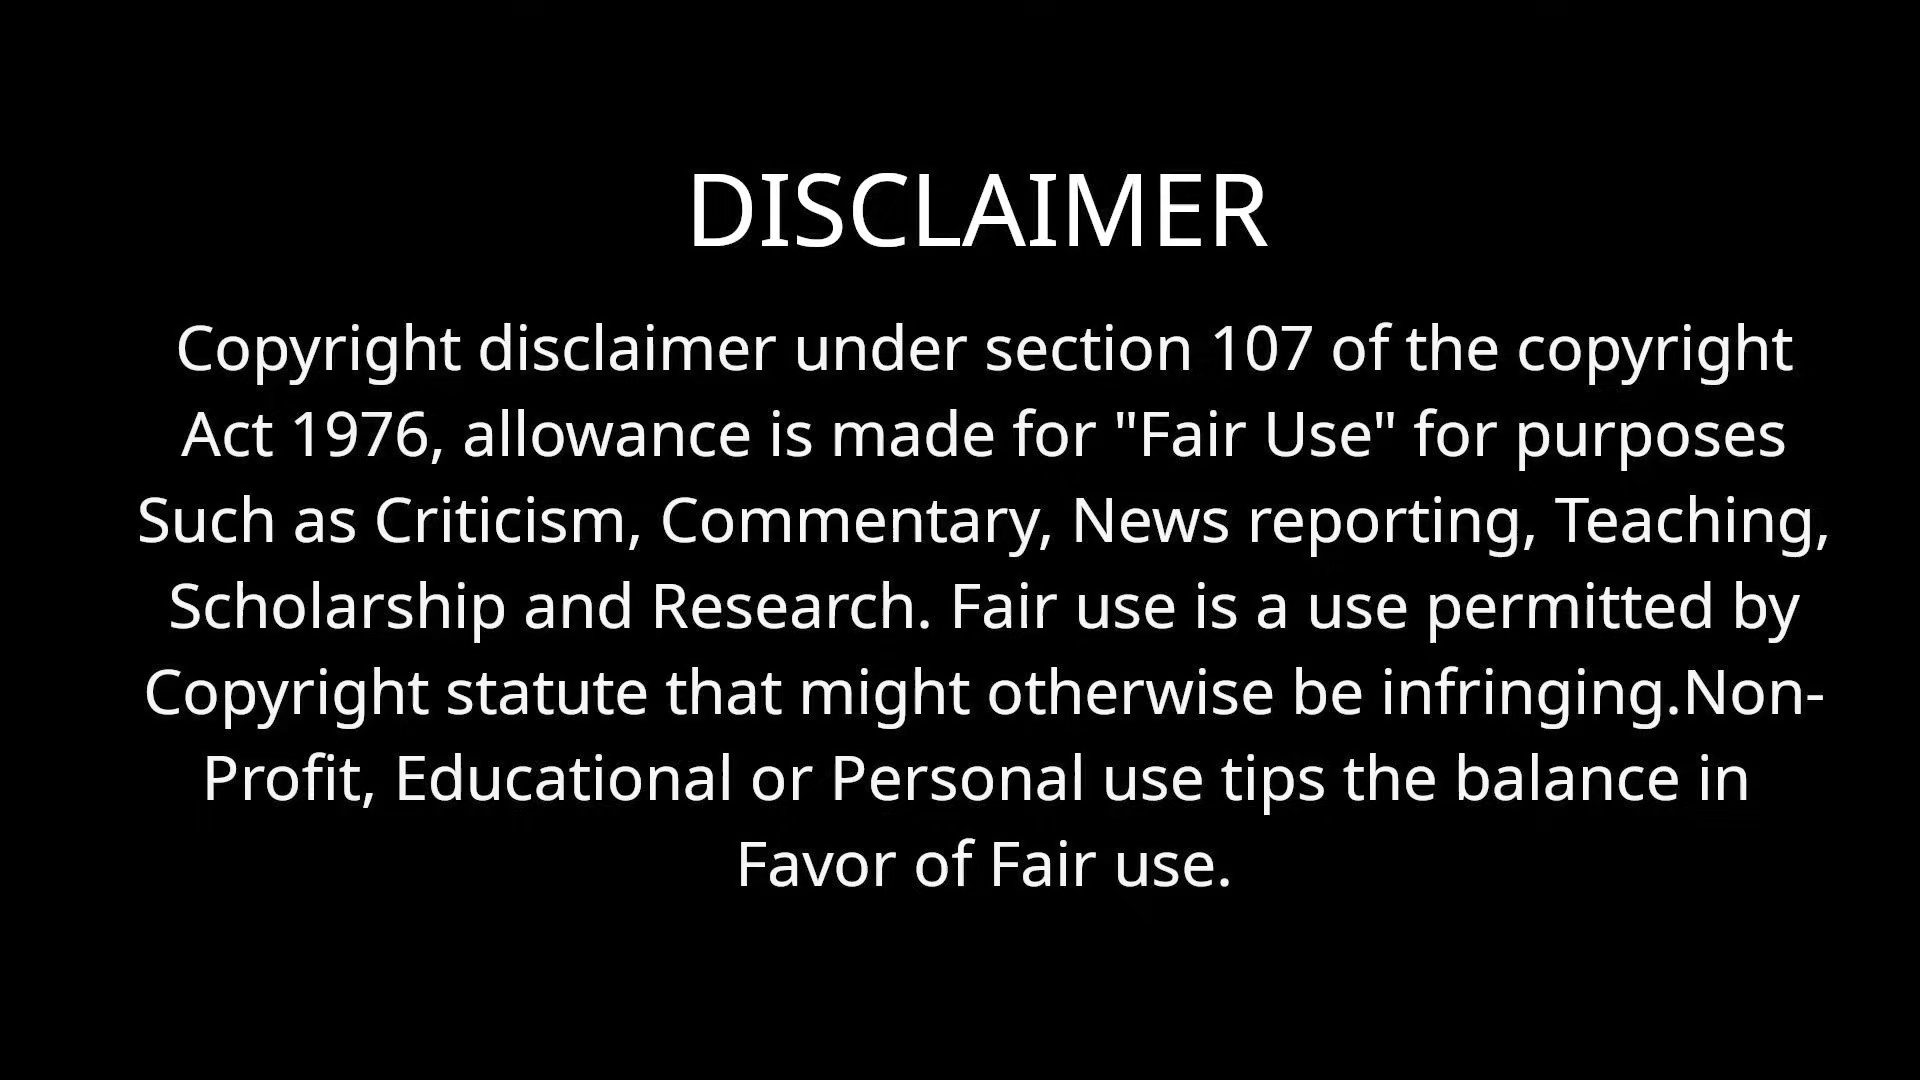 DISCLAIMER
Copyright disclaimer under section 107 of the copyright
Act 1976, allowance is made for "Fair Use" for purposes
Such as Criticism, Commentary, News reporting, Teaching,
Scholarship and Research. Fair use is a use permitted by
Copyright statute that might otherwise be infringing.Non-
Profit, Educational or Personal use tips the balance in
Favor of Fair use.